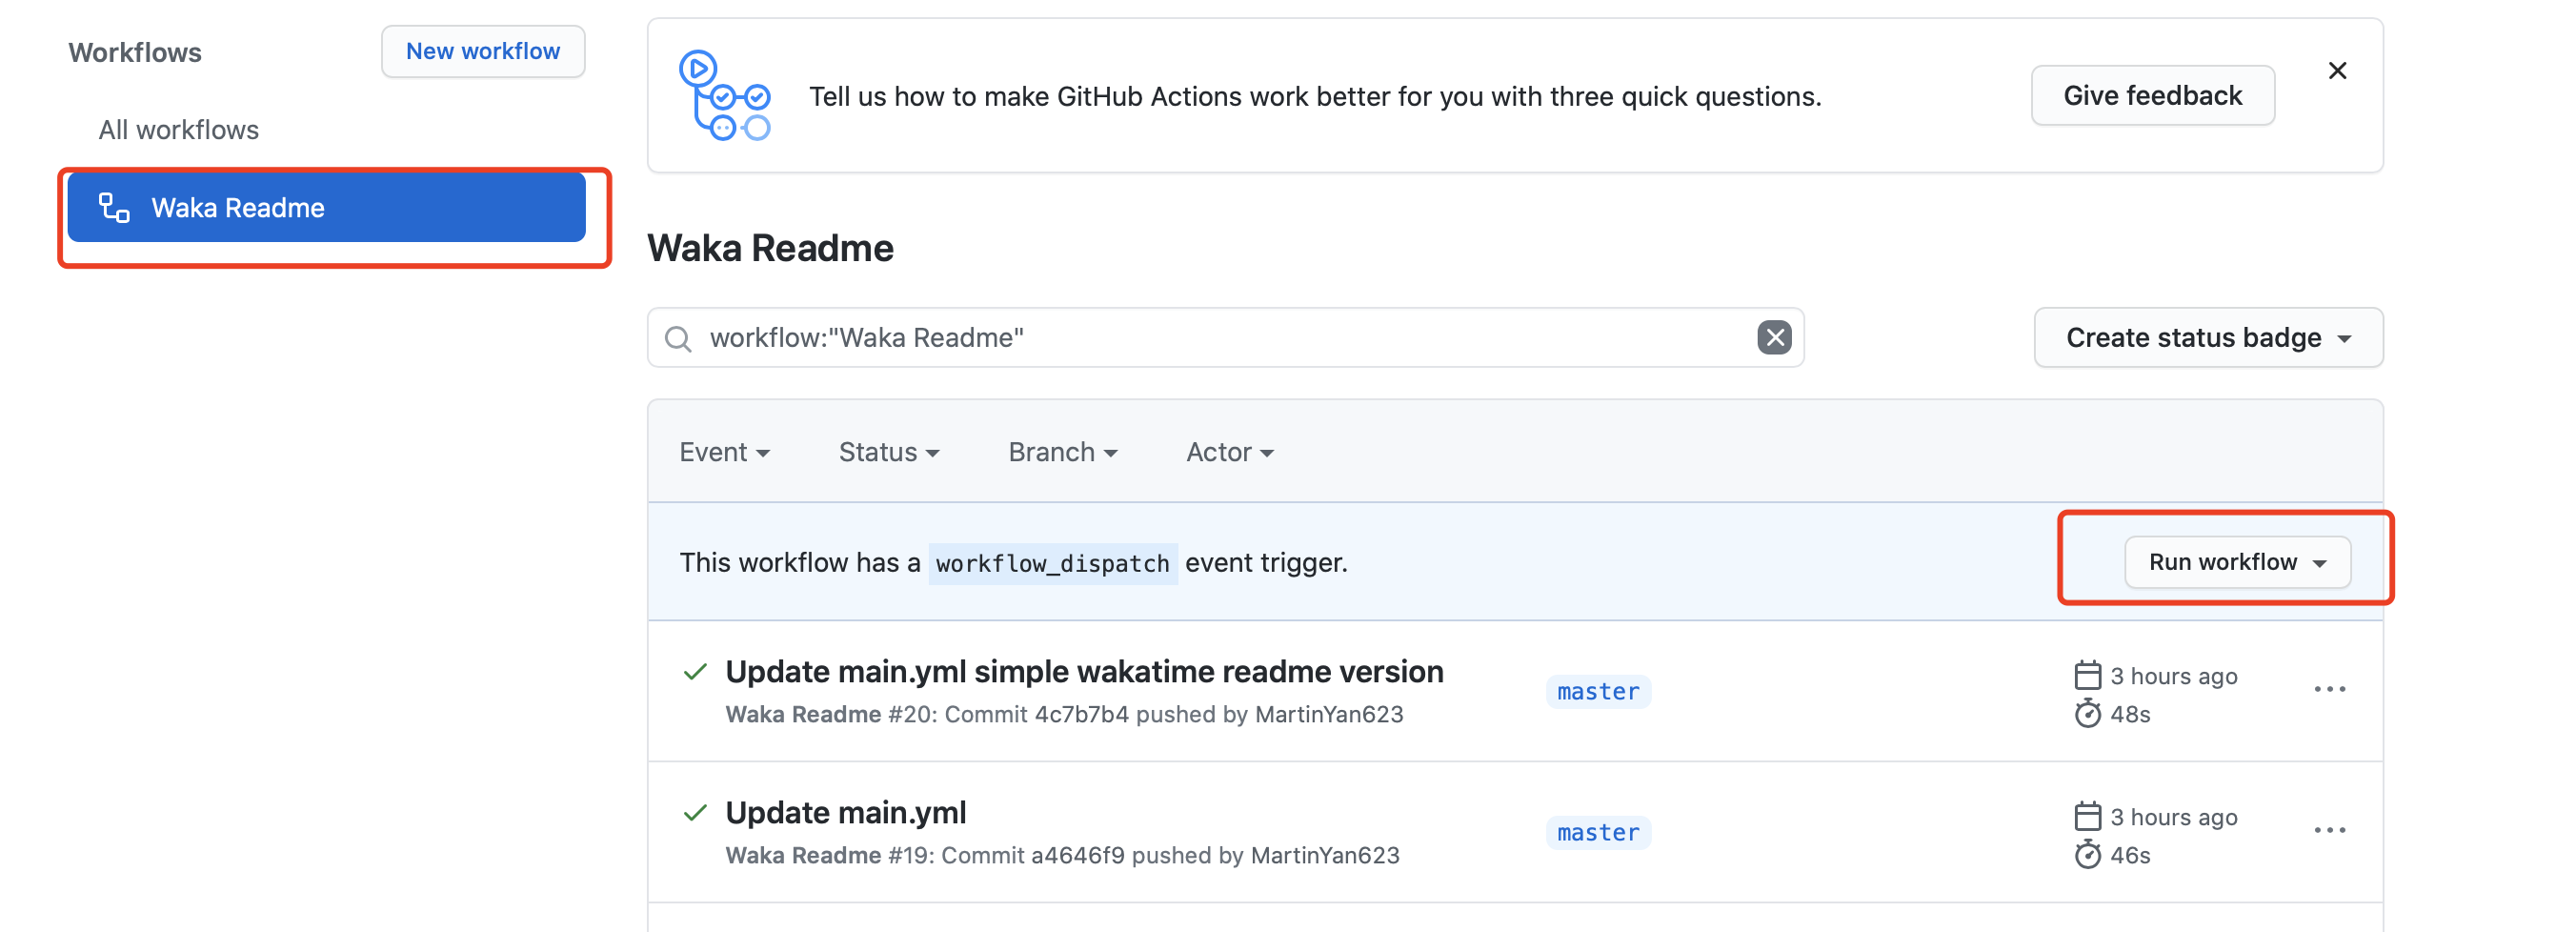 Workflows
New workflow
All workflows
Waka Readme
Tell us how to make GitHub Actions work better for you with three quick questions.
Give feedback
Waka Readme
workflow:"Waka Readme"
Create status badge
Event
Status
Branch
Actor
This workflow has a workflow_dispatch event trigger.
Run workflow
Update main.yml simple wakatime readme version
Waka Readme #20: Commit 4c7b7b4 pushed by MartinYan623
master
3 hours ago
48s
Update main.yml
Waka Readme #19: Commit a4646f9 pushed by MartinYan623
master
3 hours ago
46s